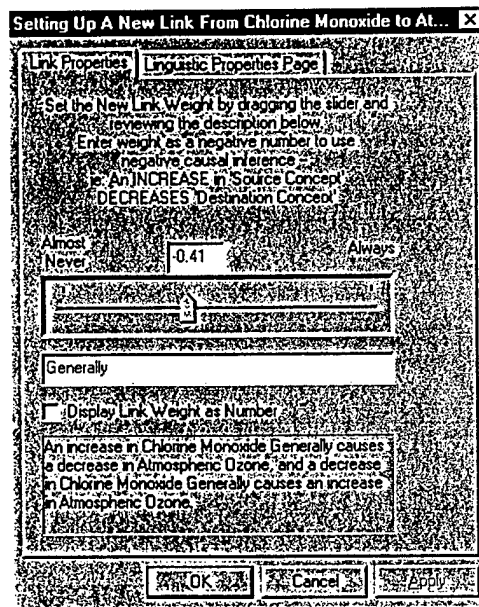 Setting Up A New Link From Chlorine Monoxide to At...
Link Properties
Linguistic Properties Page
Set the New Link Weight by dragging the slider and
reviewing the description below.
Enter weight as a negative number to use
negative causal inference
ie. An INCREASE in 'Source Concept'
DECREASES 'Destination Concept'
Almost
Never
-0.41
Always
Generally
Display Link Weight as Number
An increase in Chlorine Monoxide Generally causes
a decrease in Atmospheric Ozone, and a decrease
in Chlorine Monoxide Generally causes an increase
in Atmospheric Ozone.
OK
Cancel
Apply